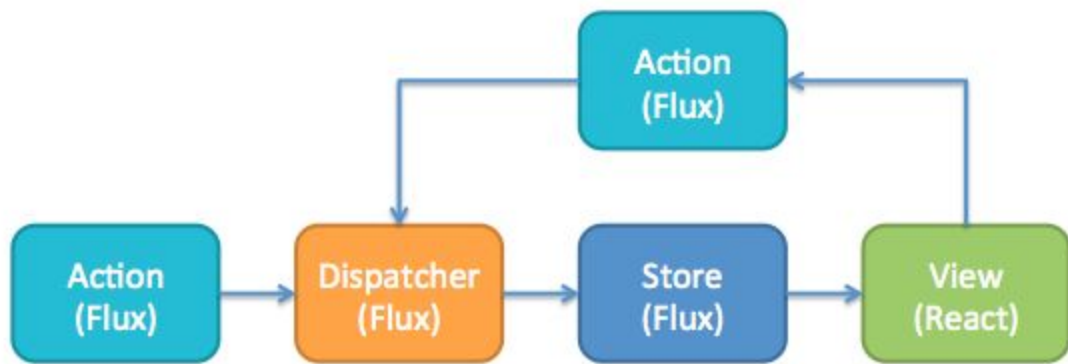 Action
(Flux)
Action
(Flux)
Dispatcher
(Flux)
Store
(Flux)
View
(React)